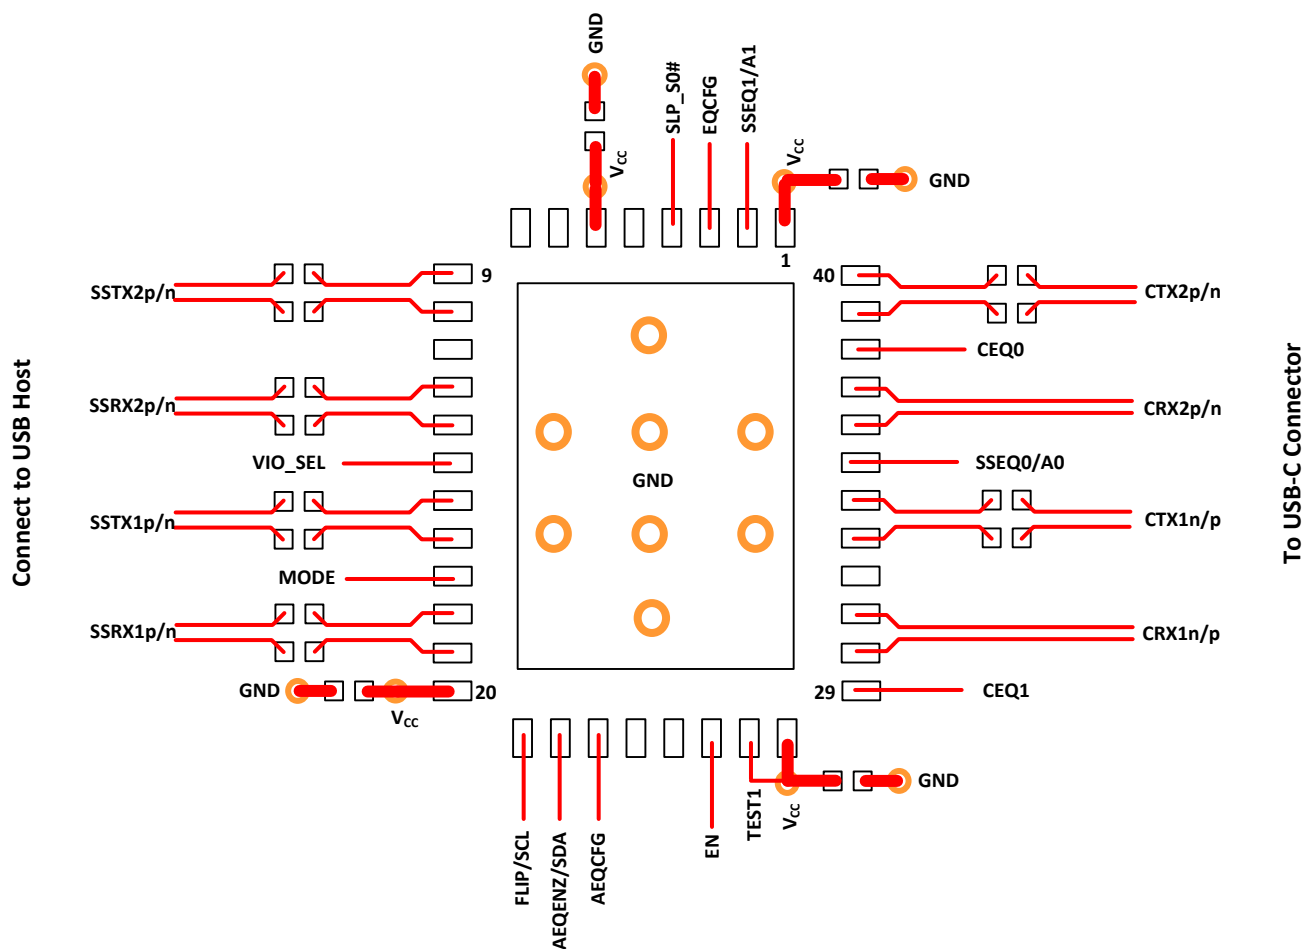 GND
SLP_S0#
EQCFG
SSEQ1/A1
VCC
VCC
GND
1
9
40
SSTX2p/n
CTX2p/n
CEQ0
SSRX2p/n
CRX2p/n
VIO_SEL
SSEQ0/A0
GND
SSTX1p/n
CTX1n/p
MODE
SSRX1p/n
CRX1n/p
GND
20
29
CEQ1
VCC
GND
FLIP/SCL
AEQENZ/SDA
AEQCFG
EN
TEST1
VCC
Connect to USB Host
To USB-C Connector